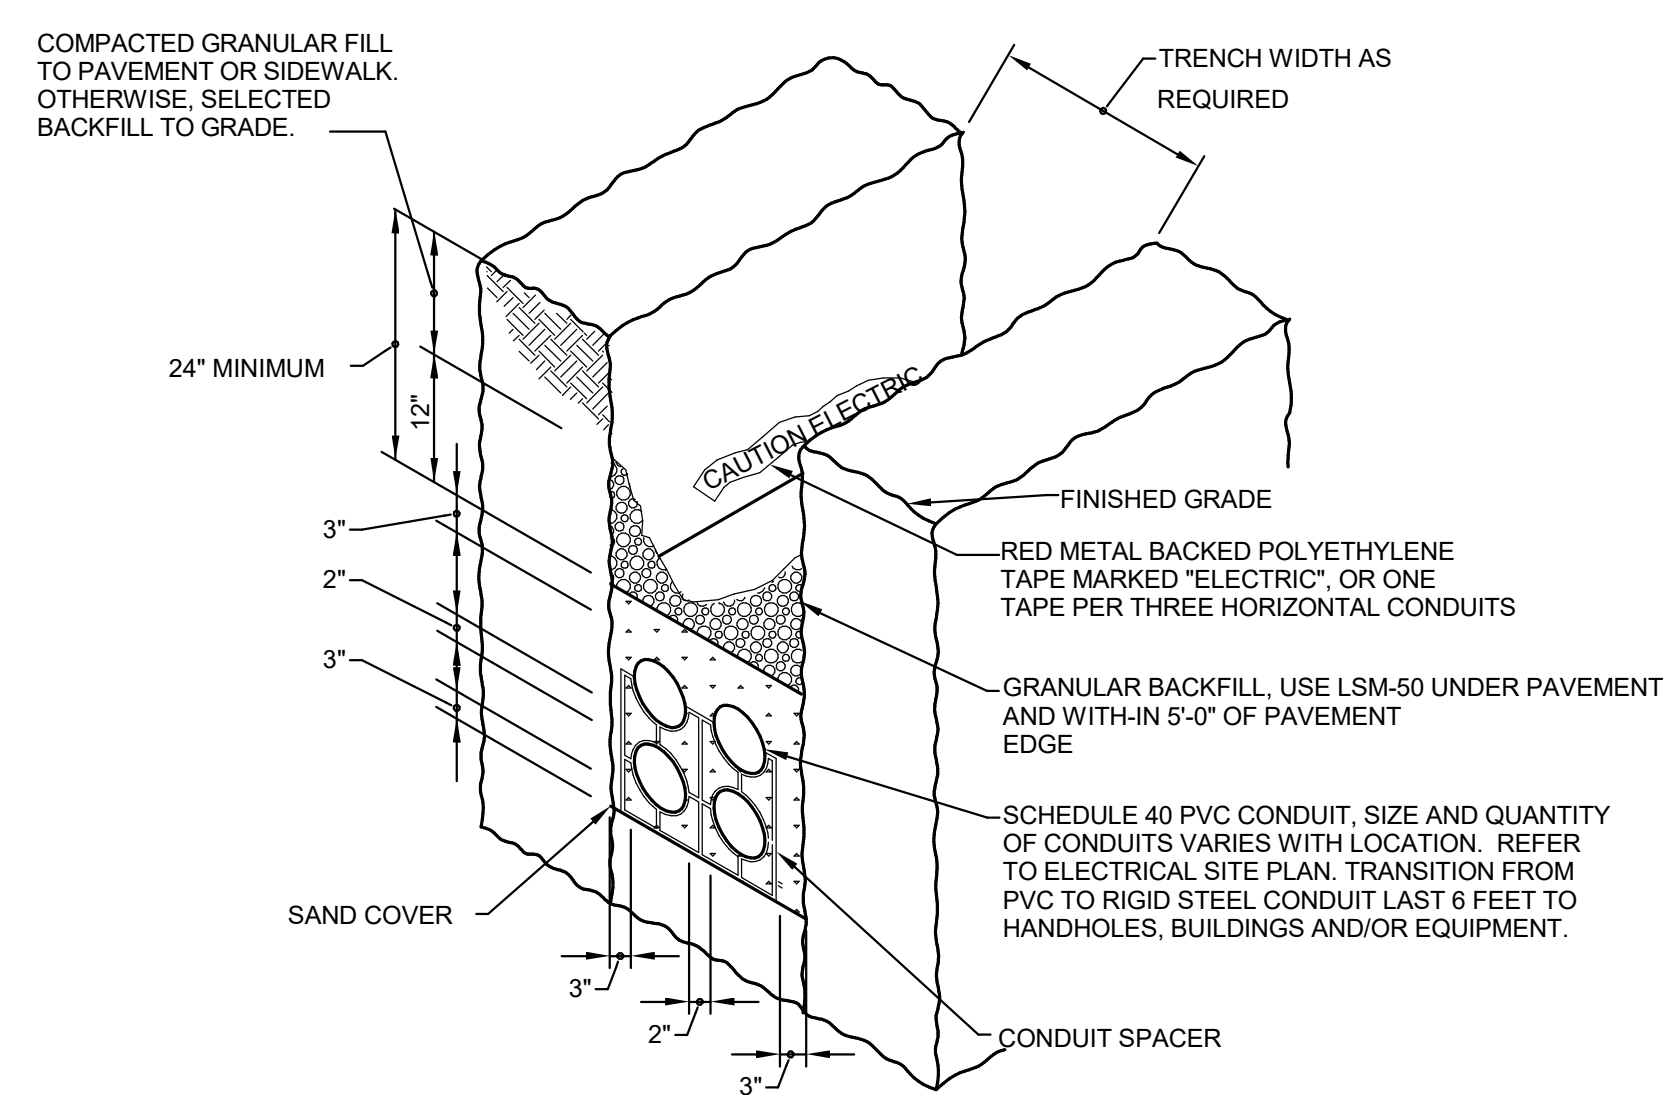 COMPACTED GRANULAR FILL
TO PAVEMENT OR SIDEWALK.
OTHERWISE, SELECTED
BACKFILL TO GRADE.
TRENCH WIDTH AS
REQUIRED
24" MINIMUM
12"
CAUTION ELECTRIC
FINISHED GRADE
3"
2"
3"
RED METAL BACKED POLYETHYLENE
TAPE MARKED "ELECTRIC", OR ONE
TAPE PER THREE HORIZONTAL CONDUITS
GRANULAR BACKFILL, USE LSM-50 UNDER PAVEMENT
AND WITH-IN 5'-0" OF PAVEMENT
EDGE
SCHEDULE 40 PVC CONDUIT, SIZE AND QUANTITY
OF CONDUITS VARIES WITH LOCATION. REFER
TO ELECTRICAL SITE PLAN. TRANSITION FROM
PVC TO RIGID STEEL CONDUIT LAST 6 FEET TO
HANDHOLES, BUILDINGS AND/OR EQUIPMENT.
SAND COVER
3"
2"
3"
CONDUIT SPACER